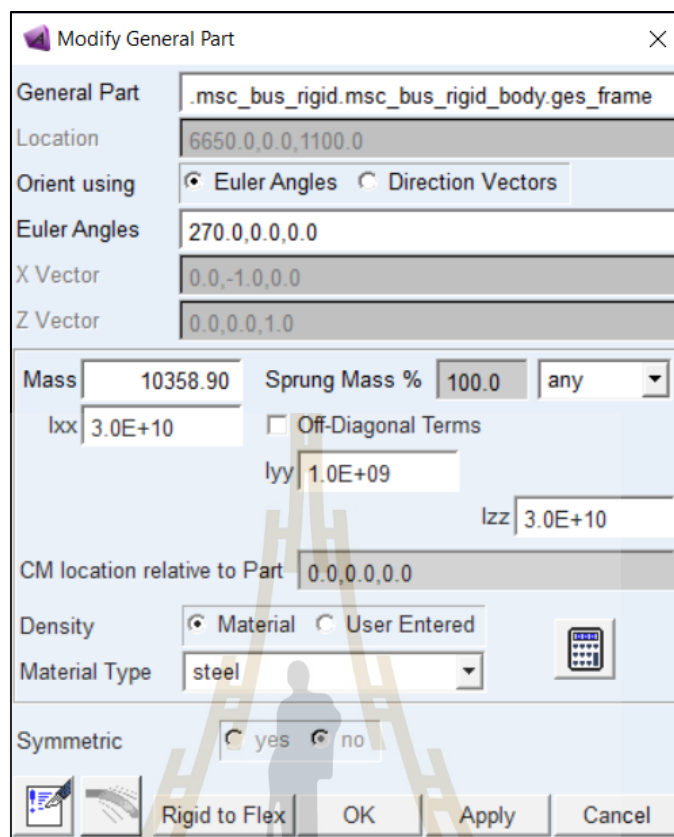 Modify General Part
General Part .msc_bus_rigid.msc_bus_rigid_body.ges_frame
Location 6650.0,0.0,1100.0
Orient using Euler Angles Direction Vectors
Euler Angles 270.0,0.0,0.0
X Vector 0.0,-1.0,0.0
Z Vector 0.0,0.0,1.0
Mass 10358.90 Sprung Mass % 100.0 any
Ixx 3.0E+10 Off-Diagonal Terms
Iyy 1.0E+09
Izz 3.0E+10
CM location relative to Part 0.0,0.0,0.0
Density Material User Entered
Material Type steel
Symmetric yes no
Rigid to Flex OK Apply Cancel